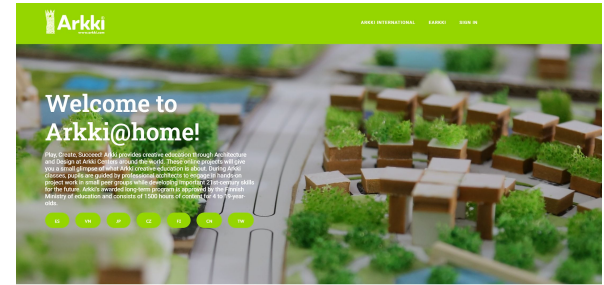 Arkki
www.arkki.com
ARKKI INTERNATIONAL EARKKI SIGN IN
Welcome to
Arkki@home!
Play, Create, Succeed! Arkki provides creative education through Architecture
and Design at Arkki Centers around the world. These online projects will give
you a small glimpse of what Arkki creative education is about. During Arkki
classes, pupils are guided by professional architects to engage in hands-on
project work in small peer groups while developing important 21st-century skills
for the future. Arkki's awarded long-term program is approved by the Finnish
Ministry of education and consists of 1500 hours of content for 4 to 19-year-
olds.
JP CZ TW